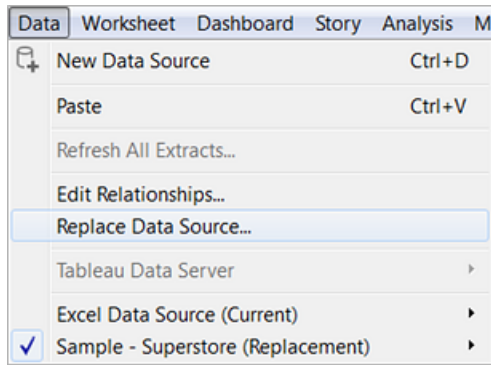 Data Worksheet Dashboard Story Analysis M
New Data Source Ctrl+D
Paste Ctrl+V
Refresh All Extracts...
Edit Relationships...
Replace Data Source...
Tableau Data Server
Excel Data Source (Current)
Sample - Superstore (Replacement)